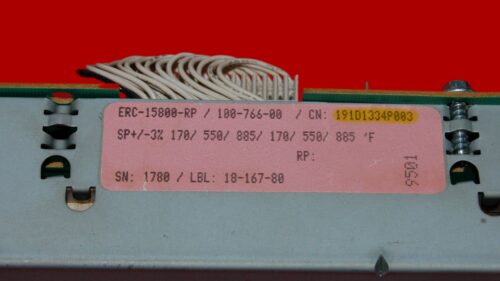 ERC-15800-RP / 100-766-00 / CN: 191D1334P003
SP+/-3% 170/ 550/ 885/ 170/ 550/ 885 °F
RP:
SN: 1780 / LBL: 18-167-80
9501